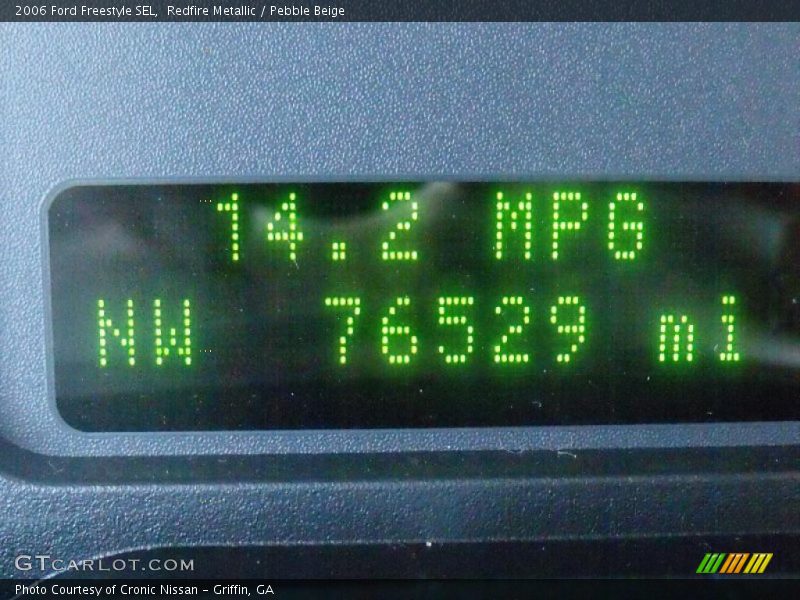 2006 Ford Freestyle SEL, Redfire Metallic / Pebble Beige
14.2 MPG
NW 76529 mi
GTCARLOT.COM
Photo Courtesy of Cronic Nissan - Griffin, GA